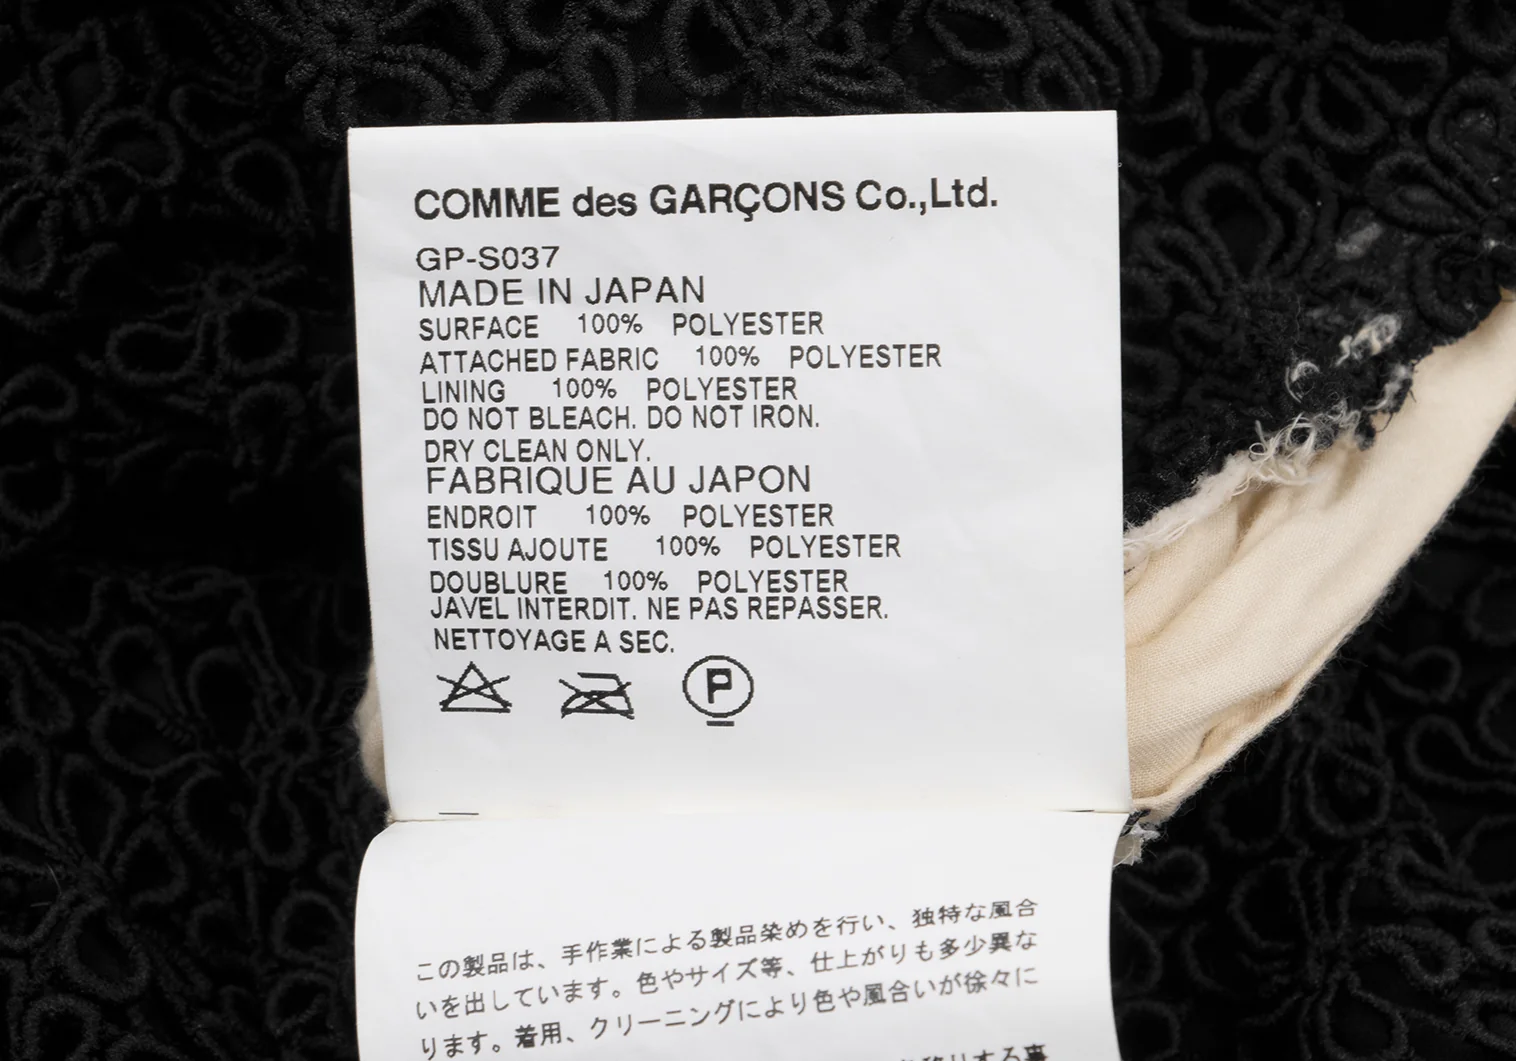 COMME des GARÇONS Co.,Ltd.
GP-S037
MADE IN JAPAN
SURFACE 100% POLYESTER
ATTACHED FABRIC 100% POLYESTER
LINING 100% POLYESTER
DO NOT BLEACH. DO NOT IRON.
DRY CLEAN ONLY.
FABRIQUE AU JAPON
ENDROIT 100% POLYESTER
TISSU AJOUTE 100% POLYESTER
DOUBLURE 100% POLYESTER
JAVEL INTERDIT. NE PAS REPASSER.
NETTOYAGE A SEC.
P
この製品は、手作業による製品染めを行い、独特な風合
いを出しています。色やサイズ等、仕上がりも多少異な
ります。着用、クリーニングにより色や風合いが徐々に